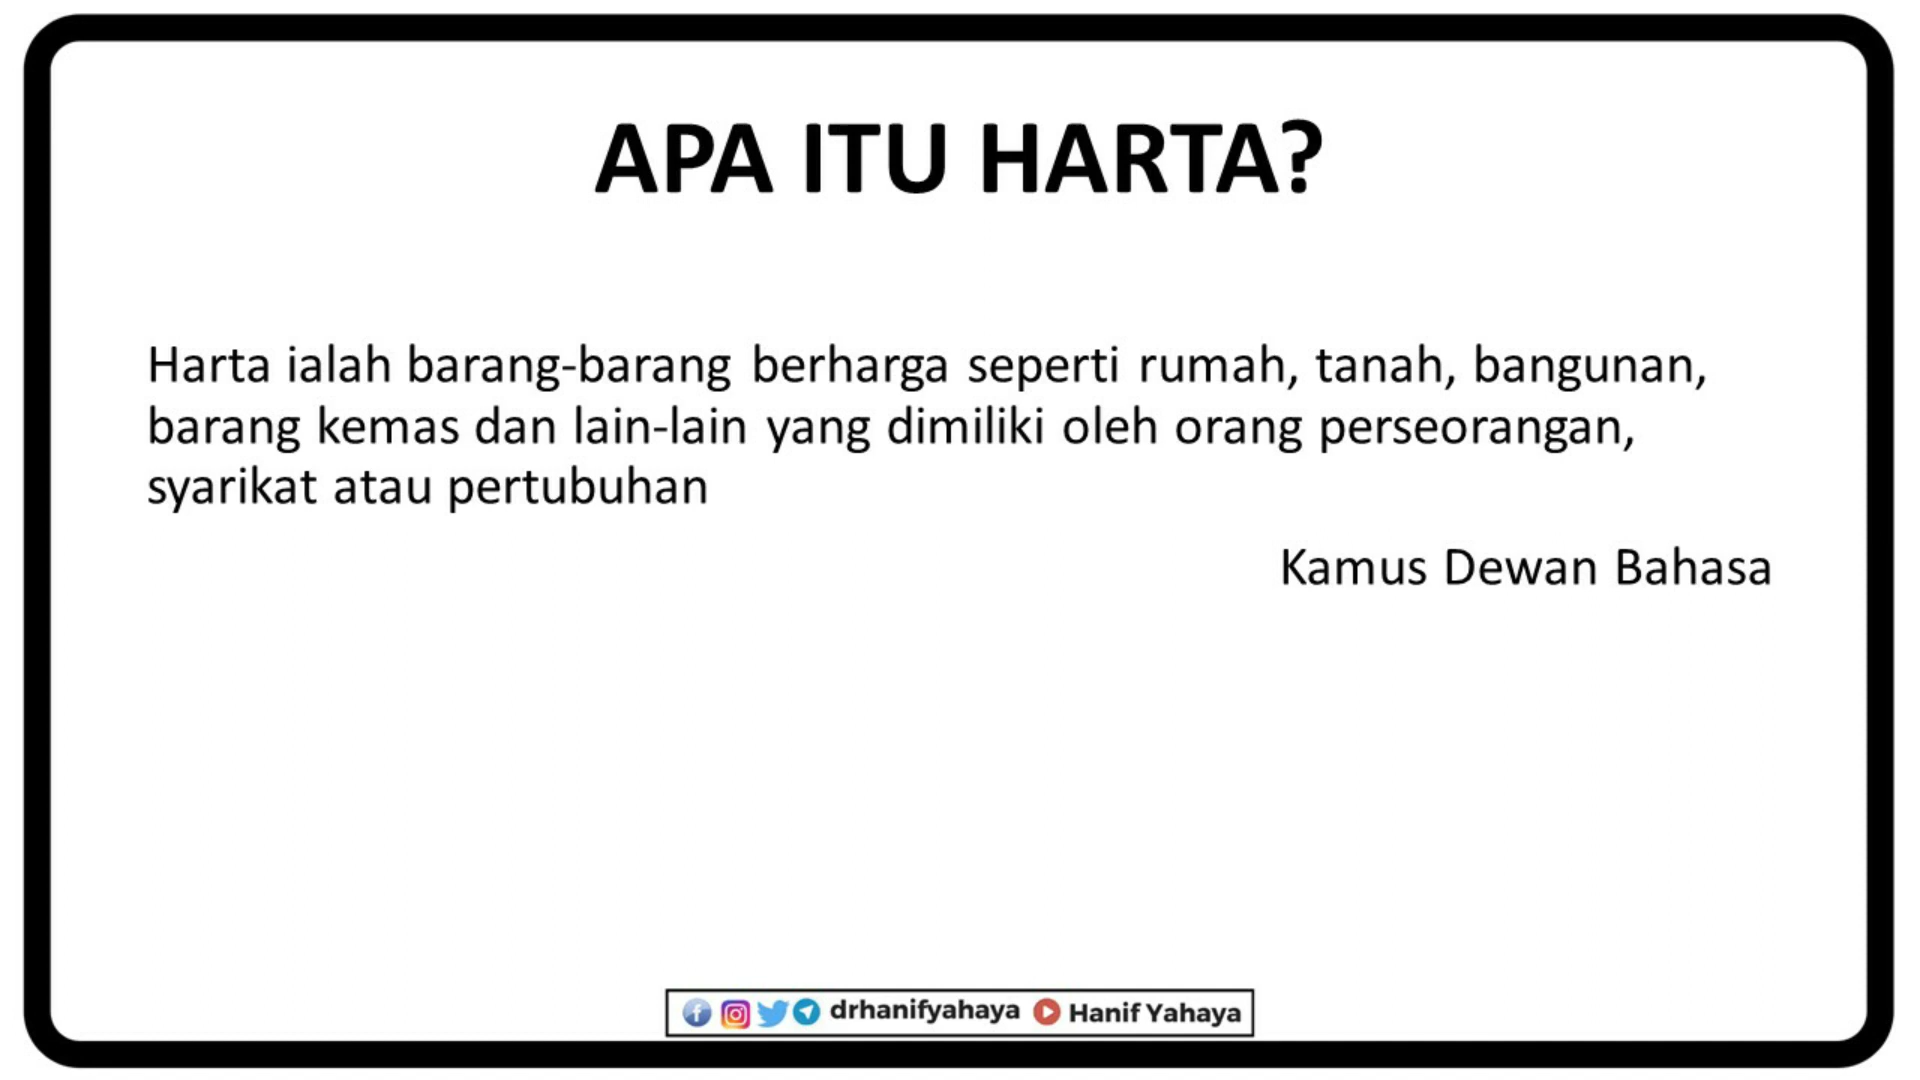 APA ITU HARTA?
Harta ialah barang-barang berharga seperti rumah, tanah, bangunan,
barang kemas dan lain-lain yang dimiliki oleh orang perseorangan,
syarikat atau pertubuhan
Kamus Dewan Bahasa
drhanifyahaya Hanif Yahaya